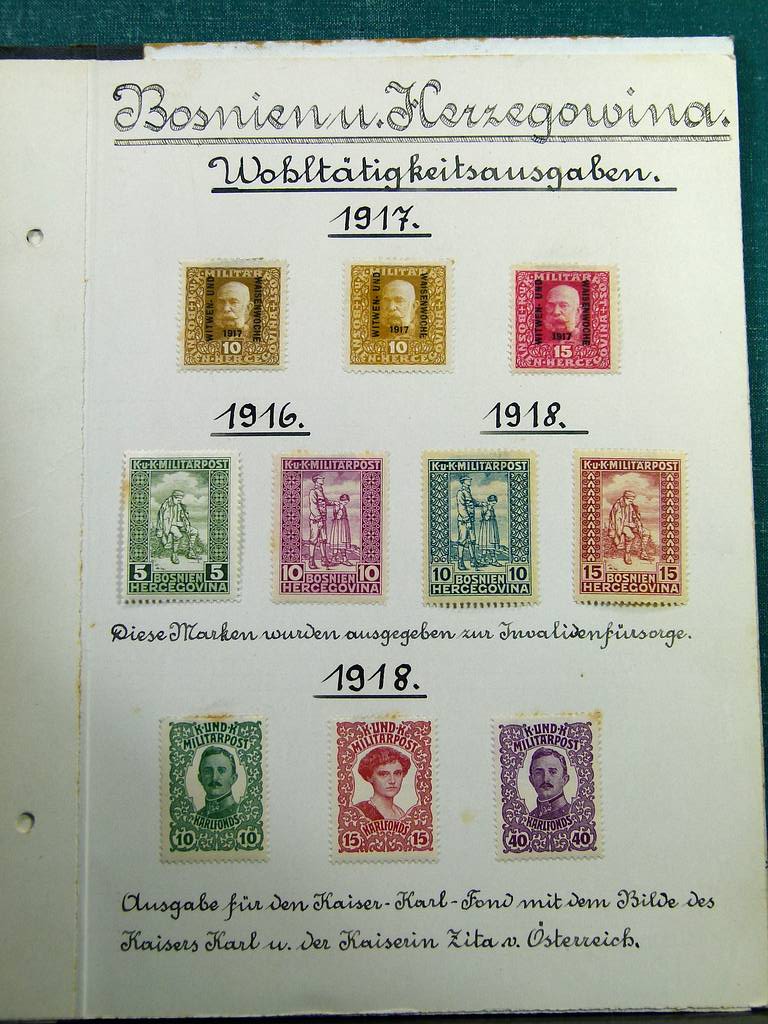 Bosnien u. Herzegowina.
Wohltätigkeitsausgaben.
1917.
MILITÄR
WITWEN- UND WAISENWOCHE
1917
10
MILITÄR
WITWEN- UND WAISENWOCHE
1917
10
MILITÄR
WITWEN- UND WAISENWOCHE
1917
15
1916. 1918.
K.u.K. MILITÄRPOST
5 5
BOSNIEN
HERCEGOVINA
K.u.K. MILITÄRPOST
10 10
BOSNIEN
HERCEGOVINA
K.u.K. MILITÄRPOST
10 10
BOSNIEN
HERCEGOVINA
K.u.K. MILITÄRPOST
15 15
BOSNIEN
HERCEGOVINA
Diese Marken wurden ausgegeben zur Invalidenfürsorge.
1918.
K·UND·K
MILITÄRPOST
KARLFONDS
10 10
K·UND·K
MILITÄRPOST
KARLFONDS
15 15
K·UND·K
MILITÄRPOST
KARLFONDS
40 40
Ausgabe für den Kaiser-Karl-Fond mit dem Bilde des
Kaisers Karl u. der Kaiserin Zita v. Österreich.